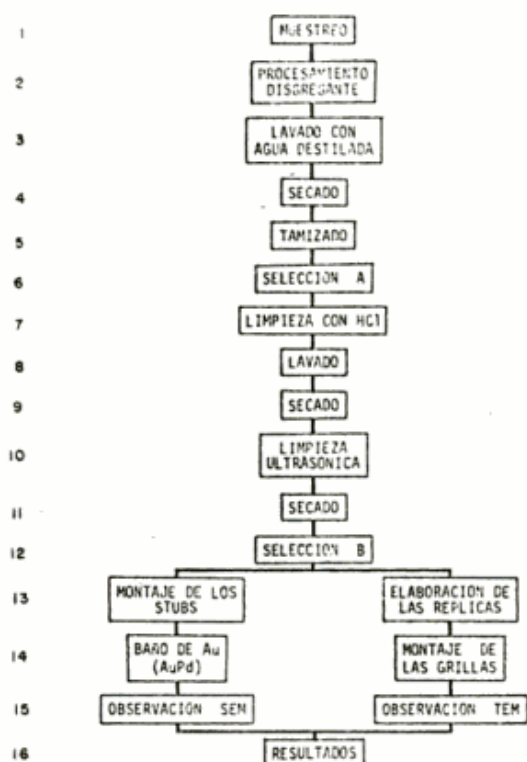 1 MUESTREO
2 PROCESAMIENTO
DISGREGANTE
3 LAVADO CON
AGUA DESTILADA
4 SECADO
5 TAMIZADO
6 SELECCION A
7 LIMPIEZA CON HCl
8 LAVADO
9 SECADO
10 LIMPIEZA
ULTRASONICA
11 SECADO
12 SELECCION B
13 MONTAJE DE LOS
STUBS
ELABORACION DE
LAS REPLICAS
14 BAÑO DE Au
(AuPd)
MONTAJE DE
LAS GRILLAS
15 OBSERVACION SEM OBSERVACION TEM
16 RESULTADOS